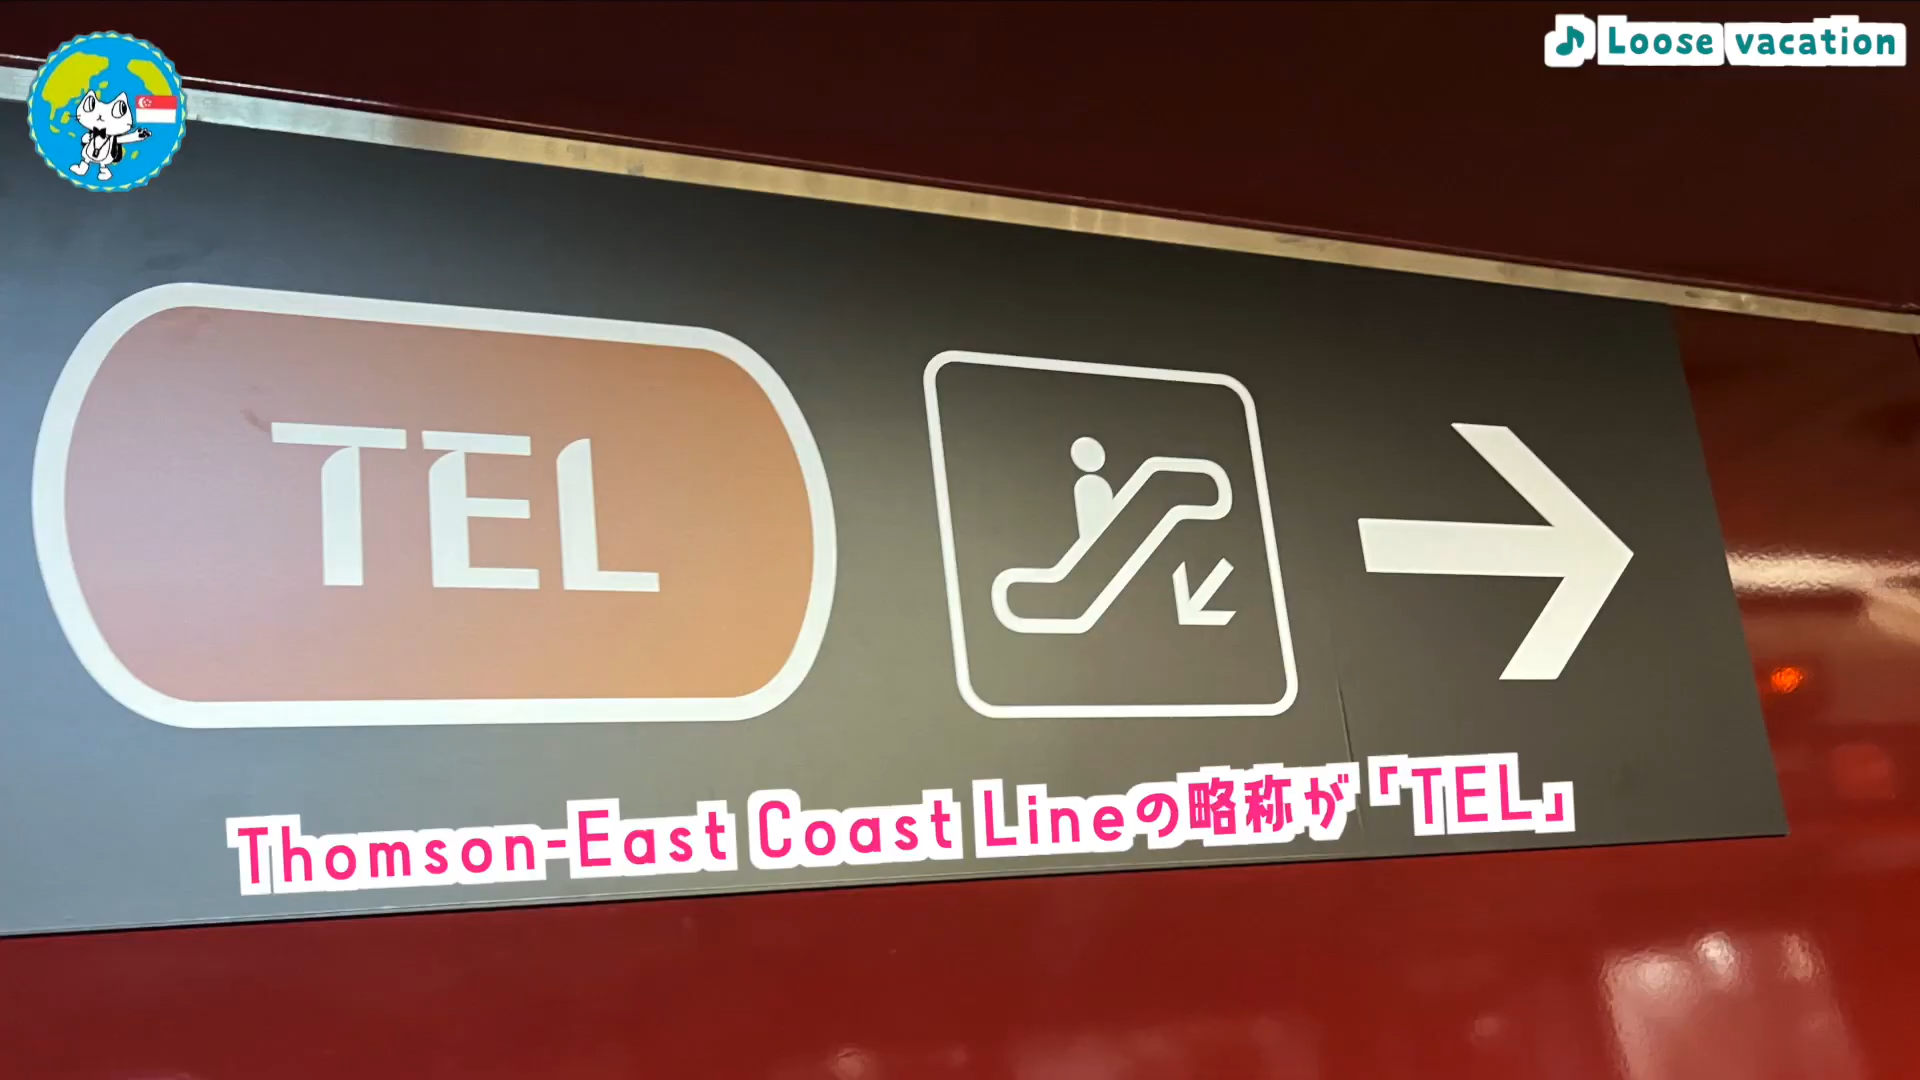 ♪ Loose vacation
TEL
Thomson-East Coast Lineの略称が「TEL」